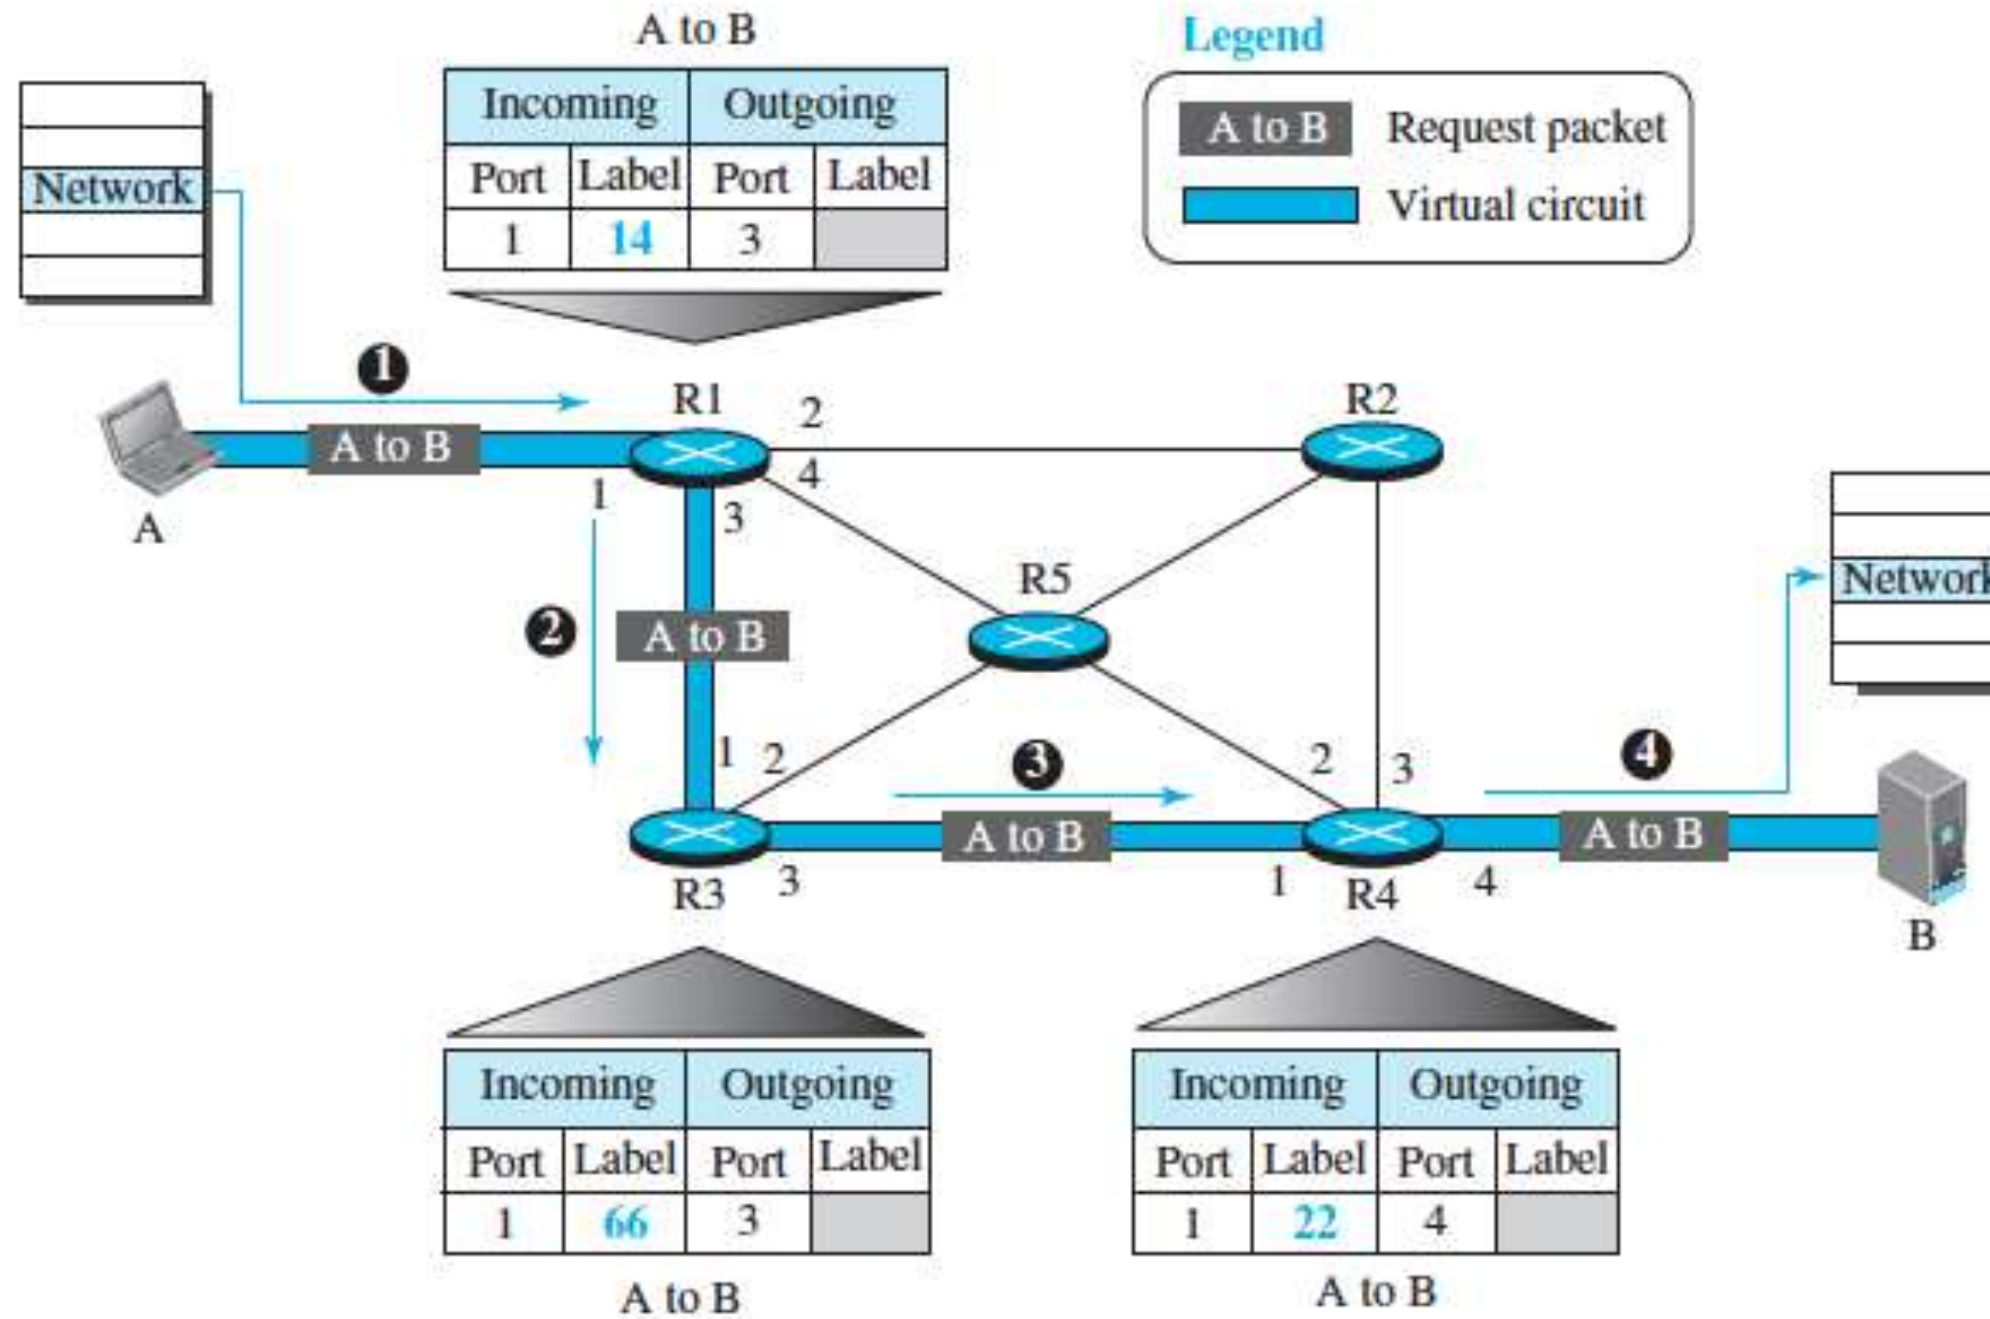 A to B
Legend
Incoming Outgoing
Port Label Port Label
1 14 3
A to B Request packet
Virtual circuit
Network
1
A to B
A
R1
1
2
4
3
R2
2
A to B
R5
Network
1 2
3
A to B
2 3
4
A to B
R3 3
1 R4 4
B
Incoming Outgoing
Port Label Port Label
1 66 3
A to B
Incoming Outgoing
Port Label Port Label
1 22 4
A to B